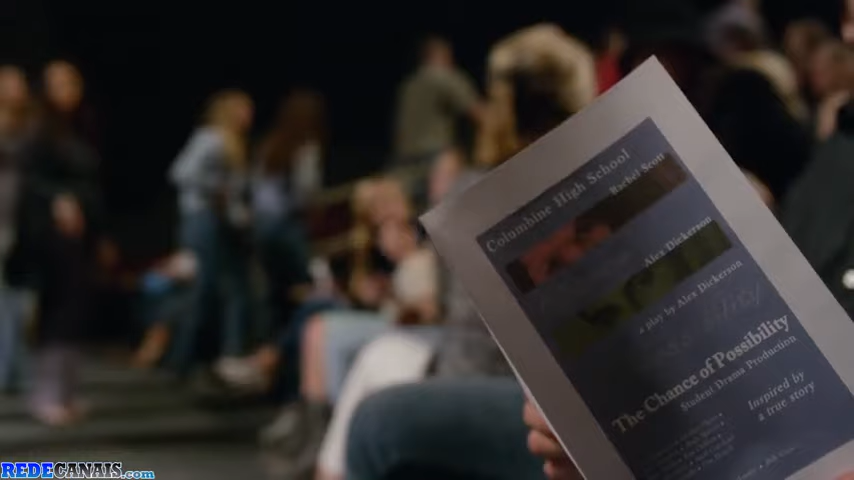 Columbine High School
Rachel Scott
Alex Dickerson
a play by Alex Dickerson
The Chance of Possibility
Student Drama Production
Inspired by
a true story
REDECANAIS.com